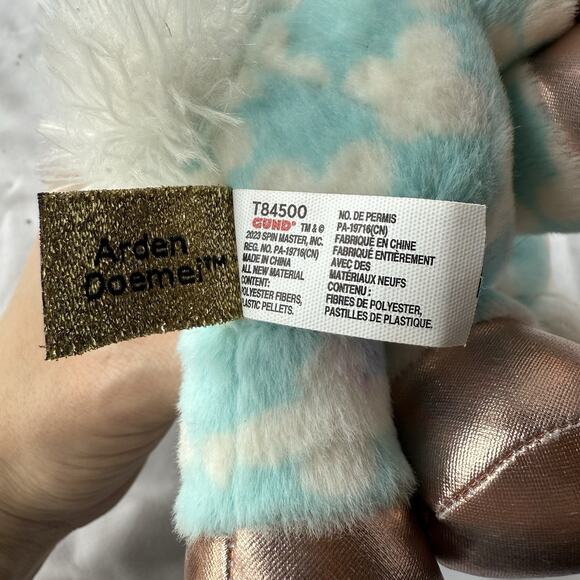 Arden
Doemei™
T84500
GUND® TM & ©
2023 SPIN MASTER, INC.
REG. NO. PA-19716(CN)
MADE IN CHINA
ALL NEW MATERIAL
CONTENT:
POLYESTER FIBERS,
PLASTIC PELLETS.
NO. DE PERMIS
PA-19716(CN)
FABRIQUÉ EN CHINE
FABRIQUÉ ENTIÈREMENT
AVEC DES
MATÉRIAUX NEUFS
CONTENU :
FIBRES DE POLYESTER,
PASTILLES DE PLASTIQUE.